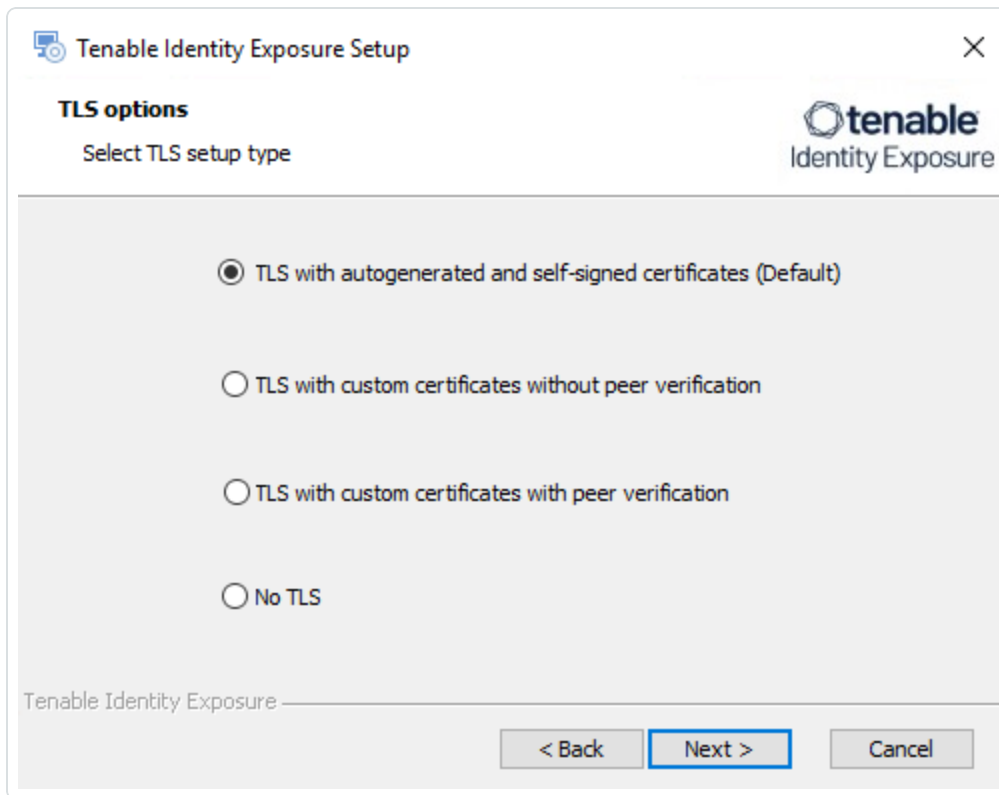 Tenable Identity Exposure Setup
TLS options
Select TLS setup type
tenable
Identity Exposure
TLS with autogenerated and self-signed certificates (Default)
TLS with custom certificates without peer verification
TLS with custom certificates with peer verification
No TLS
Tenable Identity Exposure
< Back
Next >
Cancel